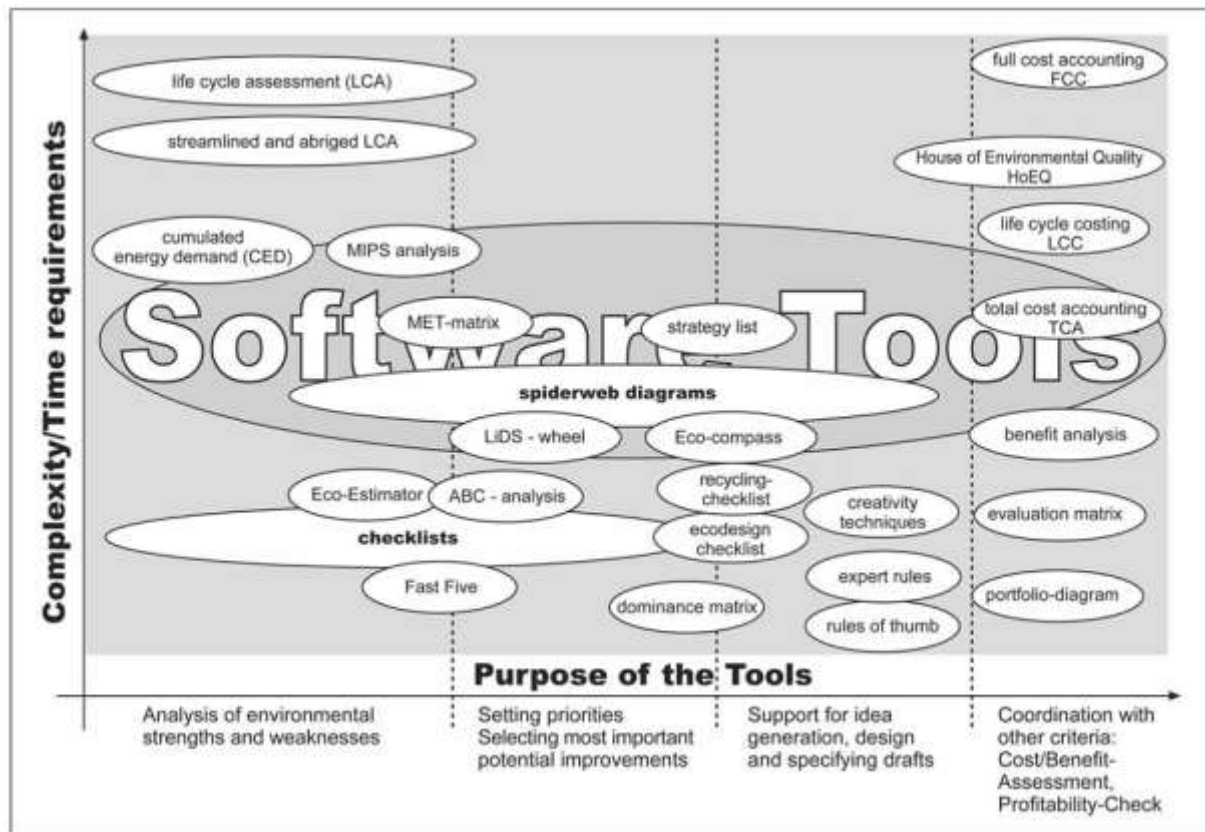 Complexity/Time requirements
life cycle assessment (LCA)
full cost accounting
FCC
streamlined and abriged LCA
House of Environmental Quality
HoEQ
cumulated
energy demand (CED)
MIPS analysis
life cycle costing
LCC
Software Tools
MET-matrix
strategy list
total cost accounting
TCA
spiderweb diagrams
LiDS - wheel
Eco-compass
benefit analysis
Eco-Estimator
ABC - analysis
recycling-
checklist
creativity
techniques
evaluation matrix
checklists
ecodesign
checklist
Fast Five
expert rules
dominance matrix
portfolio-diagram
rules of thumb
Purpose of the Tools
Analysis of environmental
strengths and weaknesses
Setting priorities
Selecting most important
potential improvements
Support for idea
generation, design
and specifying drafts
Coordination with
other criteria:
Cost/Benefit-
Assessment,
Profitability-Check